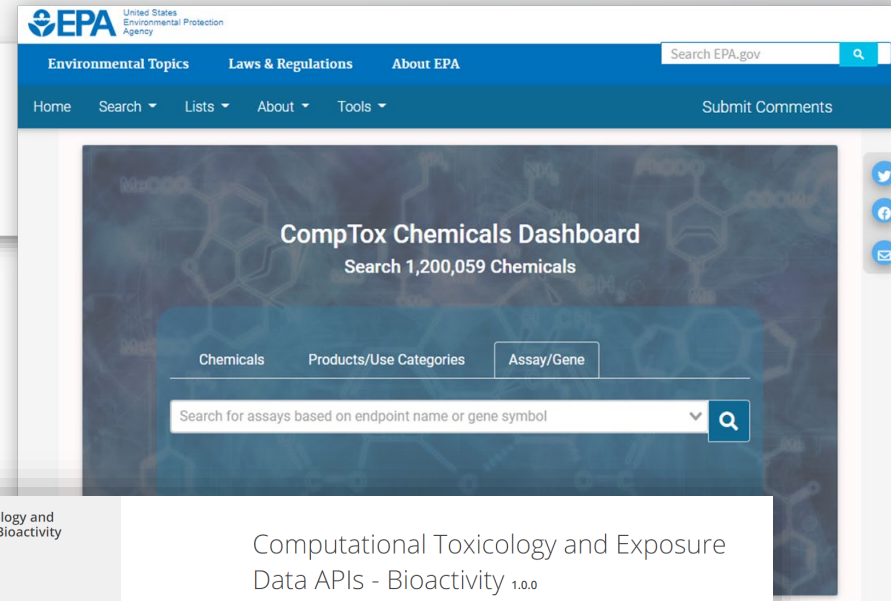 EPA
United States
Environmental Protection
Agency
Environmental Topics Laws & Regulations About EPA
Search EPA.gov
Home Search Lists About Tools Submit Comments
CompTox Chemicals Dashboard
Search 1,200,059 Chemicals
Chemicals Products/Use Categories Assay/Gene
Search for assays based on endpoint name or gene symbol
logy and
Bioactivity
Computational Toxicology and Exposure
Data APIs - Bioactivity 1.0.0